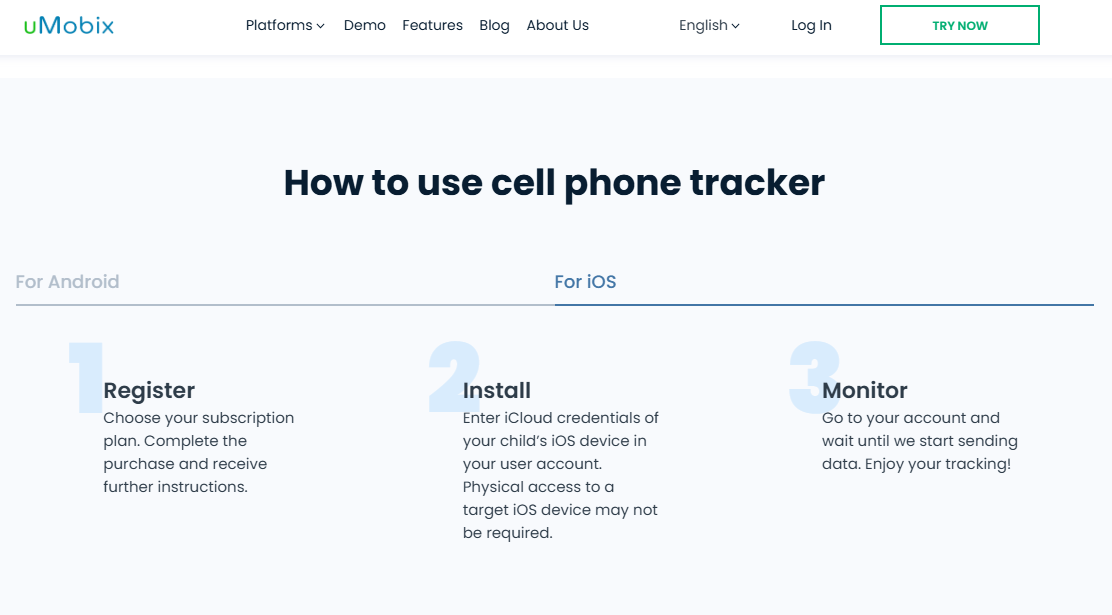 uMobix
Platforms Demo Features Blog About Us English Log In TRY NOW
How to use cell phone tracker
For Android
For iOS
1
Register
Choose your subscription
plan. Complete the
purchase and receive
further instructions.
2
Install
Enter iCloud credentials of
your child’s iOS device in
your user account.
Physical access to a
target iOS device may not
be required.
3
Monitor
Go to your account and
wait until we start sending
data. Enjoy your tracking!